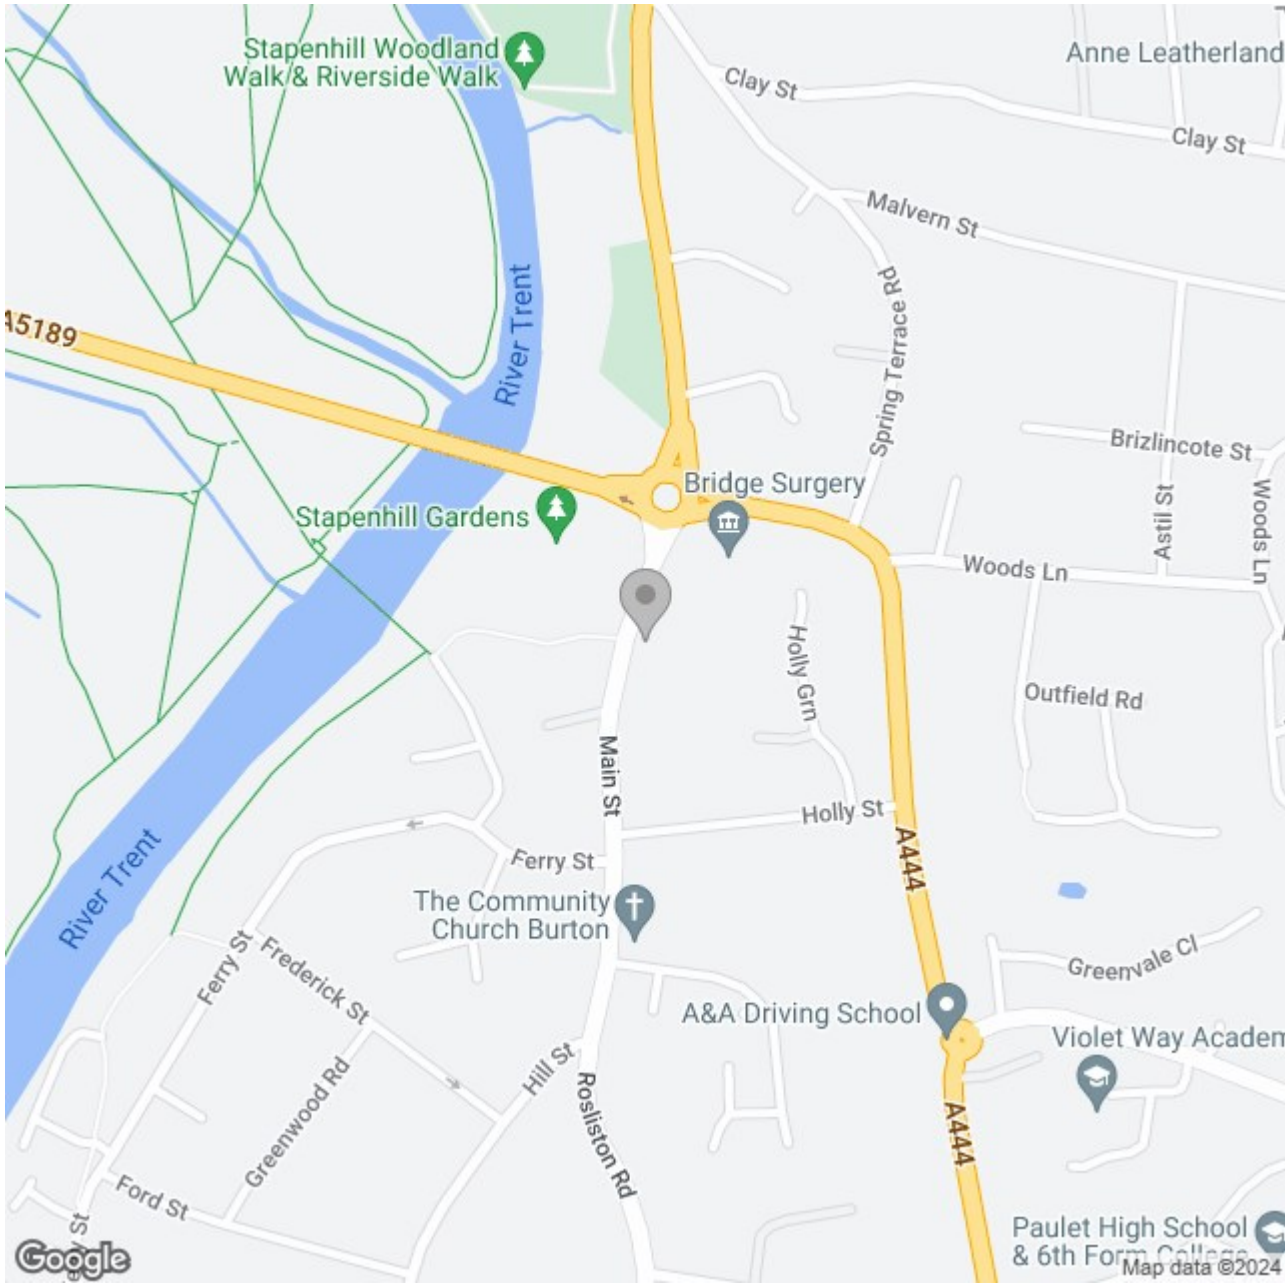 Stapenhill Woodland
Walk & Riverside Walk
Anne Leatherland
Clay St
Clay St
Malvern St
River Trent
Spring Terrace Rd
A5189
Brizlincote St
Bridge Surgery
Stapenhill Gardens
Astil St
Woods Ln
Woods Ln
Holly Grn
Outfield Rd
Main St
Holly St
A444
Ferry St
River Trent
The Community
Church Burton
Ferry St
Frederick St
Greenvale Cl
A&A Driving School
Violet Way Academ
Hill St
Greenwood Rd
Rosliston Rd
A444
Ford St
Paulet High School
& 6th Form College
Google
Map data ©2024